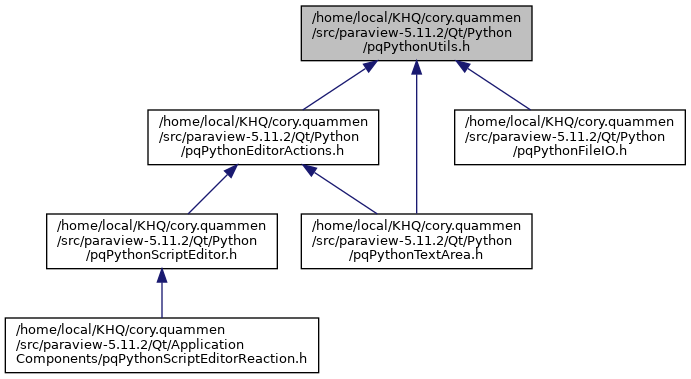 /home/local/KHQ/cory.quammen
/src/paraview-5.11.2/Qt/Python
/pqPythonUtils.h
/home/local/KHQ/cory.quammen
/src/paraview-5.11.2/Qt/Python
/pqPythonEditorActions.h
/home/local/KHQ/cory.quammen
/src/paraview-5.11.2/Qt/Python
/pqPythonFileIO.h
/home/local/KHQ/cory.quammen
/src/paraview-5.11.2/Qt/Python
/pqPythonScriptEditor.h
/home/local/KHQ/cory.quammen
/src/paraview-5.11.2/Qt/Python
/pqPythonTextArea.h
/home/local/KHQ/cory.quammen
/src/paraview-5.11.2/Qt/Application
Components/pqPythonScriptEditorReaction.h